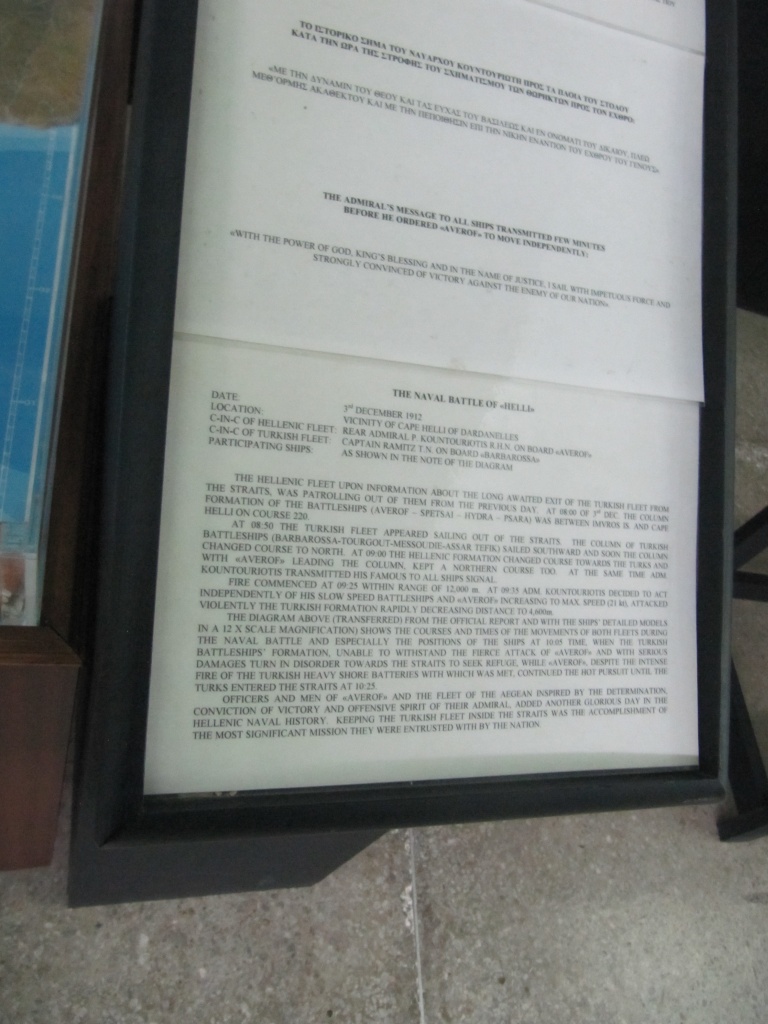 ΤΟ ΙΣΤΟΡΙΚΟ ΣΗΜΑ ΤΟΥ ΝΑΥΑΡΧΟΥ ΚΟΥΝΤΟΥΡΙΩΤΗ ΠΡΟΣ ΤΑ ΠΛΟΙΑ ΤΟΥ ΣΤΟΛΟΥ
ΚΑΤΑ ΤΗΝ ΩΡΑ ΤΗΣ ΣΤΡΟΦΗΣ ΤΟΥ ΣΧΗΜΑΤΙΣΜΟΥ ΤΩΝ ΘΩΡΗΚΤΩΝ ΠΡΟΣ ΤΟΝ ΕΧΘΡΟ:
«ΜΕ ΤΗΝ ΔΥΝΑΜΙΝ ΤΟΥ ΘΕΟΥ ΚΑΙ ΤΑΣ ΕΥΧΑΣ ΤΟΥ ΒΑΣΙΛΕΩΣ ΚΑΙ ΕΝ ΟΝΟΜΑΤΙ ΤΟΥ ΔΙΚΑΙΟΥ, ΠΛΕΩ
ΜΕΘ'ΟΡΜΗΣ ΑΚΑΘΕΚΤΟΥ ΚΑΙ ΜΕ ΤΗΝ ΠΕΠΟΙΘΗΣΙΝ ΕΠΙ ΤΗΝ ΝΙΚΗΝ ΕΝΑΝΤΙΟΝ ΤΟΥ ΕΧΘΡΟΥ ΤΟΥ ΓΕΝΟΥΣ»
THE ADMIRAL'S MESSAGE TO ALL SHIPS TRANSMITTED FEW MINUTES
BEFORE HE ORDERED «AVEROF» TO MOVE INDEPENDENTLY:
«WITH THE POWER OF GOD, KING'S BLESSING AND IN THE NAME OF JUSTICE, I SAIL WITH IMPETUOUS FORCE AND
STRONGLY CONVINCED OF VICTORY AGAINST THE ENEMY OF OUR NATION»
THE NAVAL BATTLE OF «HELLI»
DATE: 3rd DECEMBER 1912
LOCATION: VICINITY OF CAPE HELLI OF DARDANELLES
C-IN-C OF HELLENIC FLEET: REAR ADMIRAL P. KOUNTOURIOTIS R.H.N. ON BOARD «AVEROF»
C-IN-C OF TURKISH FLEET: CAPTAIN RAMITZ T.N. ON BOARD «BARBAROSSA»
PARTICIPATING SHIPS: AS SHOWN IN THE NOTE OF THE DIAGRAM
THE HELLENIC FLEET UPON INFORMATION ABOUT THE LONG AWAITED EXIT OF THE TURKISH FLEET FROM
THE STRAITS, WAS PATROLLING OUT OF THEM FROM THE PREVIOUS DAY. AT 08:00 OF 3rd DEC. THE COLUMN
FORMATION OF THE BATTLESHIPS (AVEROF – SPETSAI – HYDRA – PSARA) WAS BETWEEN IMVROS IS. AND CAPE
HELLI ON COURSE 220.
AT 08:50 THE TURKISH FLEET APPEARED SAILING OUT OF THE STRAITS. THE COLUMN OF TURKISH
BATTLESHIPS (BARBAROSSA-TOURGOUT-MESSOUDIE-ASSAR TEFIK) SAILED SOUTHWARD AND SOON THE COLUMN
CHANGED COURSE TO NORTH. AT 09:00 THE HELLENIC FORMATION CHANGED COURSE TOWARDS THE TURKS AND
WITH «AVEROF» LEADING THE COLUMN, KEPT A NORTHERN COURSE TOO. AT THE SAME TIME ADM.
KOUNTOURIOTIS TRANSMITTED HIS FAMOUS TO ALL SHIPS SIGNAL.
FIRE COMMENCED AT 09:25 WITHIN RANGE OF 12,000 m. AT 09:35 ADM. KOUNTOURIOTIS DECIDED TO ACT
INDEPENDENTLY OF HIS SLOW SPEED BATTLESHIPS AND «AVEROF» INCREASING TO MAX. SPEED (21 kt), ATTACKED
VIOLENTLY THE TURKISH FORMATION RAPIDLY DECREASING DISTANCE TO 4,600m.
THE DIAGRAM ABOVE (TRANSFERRED) FROM THE OFFICIAL REPORT AND WITH THE SHIPS' DETAILED MODELS
IN A 12 X SCALE MAGNIFICATION) SHOWS THE COURSES AND TIMES OF THE MOVEMENTS OF BOTH FLEETS DURING
THE NAVAL BATTLE AND ESPECIALLY THE POSITIONS OF THE SHIPS AT 10:05 TIME, WHEN THE TURKISH
BATTLESHIPS' FORMATION, UNABLE TO WITHSTAND THE FIERCE ATTACK OF «AVEROF» AND WITH SERIOUS
DAMAGES TURN IN DISORDER TOWARDS THE STRAITS TO SEEK REFUGE, WHILE «AVEROF», DESPITE THE INTENSE
FIRE OF THE TURKISH HEAVY SHORE BATTERIES WITH WHICH WAS MET, CONTINUED THE HOT PURSUIT UNTIL THE
TURKS ENTERED THE STRAITS AT 10:25.
OFFICERS AND MEN OF «AVEROF» AND THE FLEET OF THE AEGEAN INSPIRED BY THE DETERMINATION,
CONVICTION OF VICTORY AND OFFENSIVE SPIRIT OF THEIR ADMIRAL, ADDED ANOTHER GLORIOUS DAY IN THE
HELLENIC NAVAL HISTORY. KEEPING THE TURKISH FLEET INSIDE THE STRAITS WAS THE ACCOMPLISHMENT OF
THE MOST SIGNIFICANT MISSION THEY WERE ENTRUSTED WITH BY THE NATION